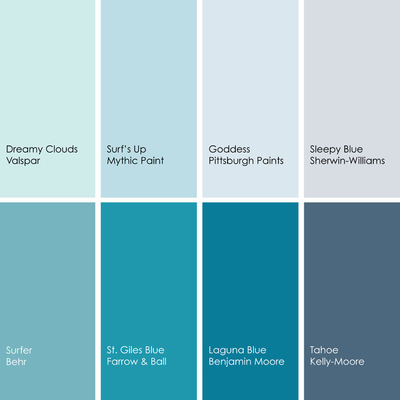 Dreamy Clouds
Valspar
Surf's Up
Mythic Paint
Goddess
Pittsburgh Paints
Sleepy Blue
Sherwin-Williams
Surfer
Behr
St. Giles Blue
Farrow & Ball
Laguna Blue
Benjamin Moore
Tahoe
Kelly-Moore